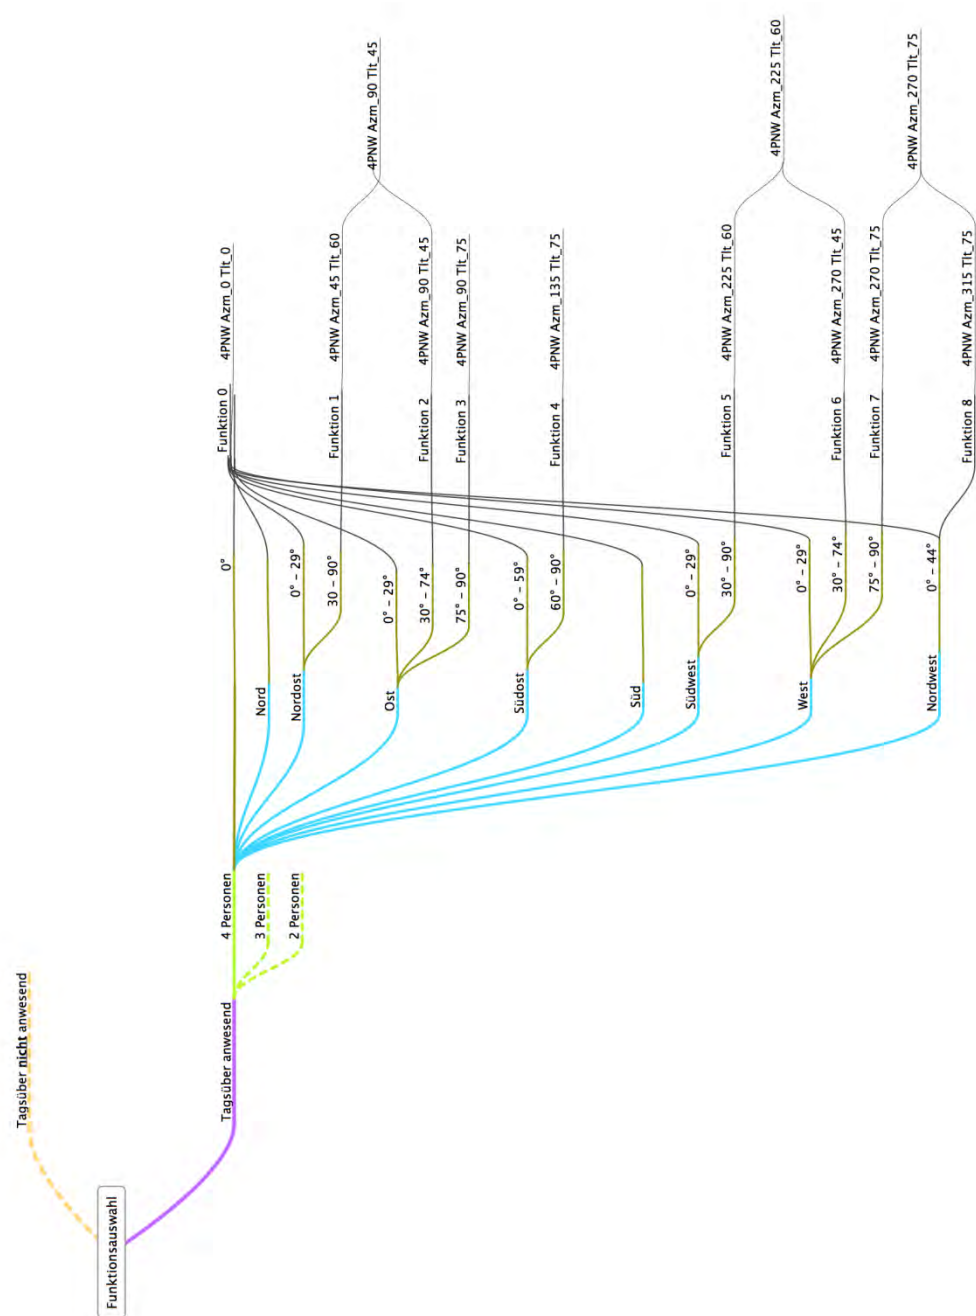 Funktionsauswahl
Tagsüber nicht anwesend
Tagsüber anwesend
4 Personen
3 Personen
2 Personen
0°
Funktion 0
4PNW Azm_0 Tlt_0
Nord
Nordost
0° – 29°
30 – 90°
Funktion 1
4PNW Azm_45 Tlt_60
4PNW Azm_90 Tlt_45
Ost
0° – 29°
30° – 74°
Funktion 2
4PNW Azm_90 Tlt_45
75° – 90°
Funktion 3
4PNW Azm_90 Tlt_75
Südost
0° – 59°
60° – 90°
Funktion 4
4PNW Azm_135 Tlt_75
Süd
Südwest
0° – 29°
30° – 90°
Funktion 5
4PNW Azm_225 Tlt_60
4PNW Azm_225 Tlt_60
West
0° – 29°
30° – 74°
Funktion 6
4PNW Azm_270 Tlt_45
75° – 90°
Funktion 7
4PNW Azm_270 Tlt_75
4PNW Azm_270 Tlt_75
Nordwest
0° – 44°
Funktion 8
4PNW Azm_315 Tlt_75